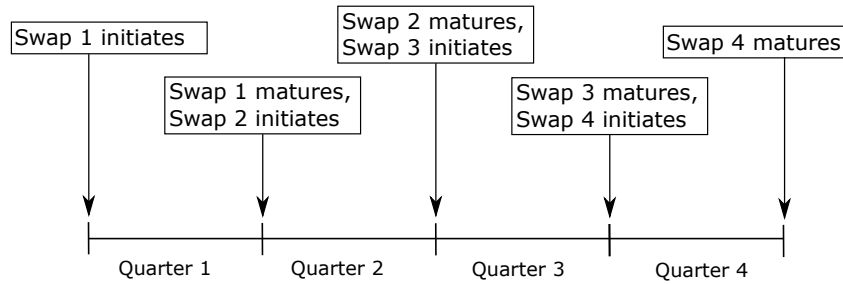 Swap 1 initiates
Swap 1 matures,
Swap 2 initiates
Swap 2 matures,
Swap 3 initiates
Swap 3 matures,
Swap 4 initiates
Swap 4 matures
Quarter 1
Quarter 2
Quarter 3
Quarter 4